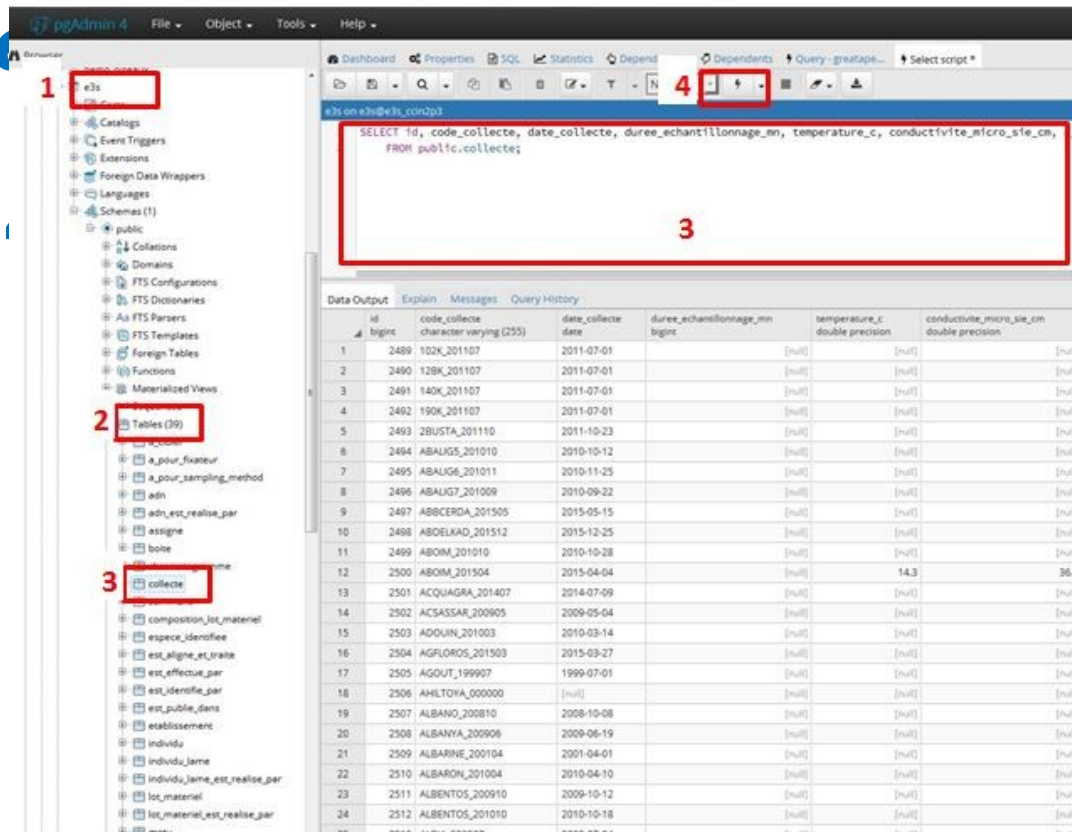 pgAdmin 4 File Object Tools Help
Browser
Dashboard Properties SQL Statistics Dependents Query - greatape... Select script *
1
e3s
4
e3s on e3s@e3s_ccin2p3
Catalogs
Event Triggers
Extensions
Foreign Data Wrappers
Languages
Schemas (1)
public
Collations
Domains
FTS Configurations
FTS Dictionaries
FTS Parsers
FTS Templates
Foreign Tables
Functions
Materialized Views
2
Tables (39)
a_pour_fixateur
a_pour_sampling_method
adn
adn_est_realise_par
assigne
boite
3
collecte
composition_lot_materiel
espece_identifiee
est_aligne_et_traite
est_effectue_par
est_identifie_par
est_publie_dans
etablissement
individu
individu_lame
individu_lame_est_realise_par
lot_materiel
lot_materiel_est_realise_par
SELECT id, code_collecte, date_collecte, duree_echantillonnage_mn, temperature_c, conductivite_micro_sie_cm,
FROM public.collecte;
3
Data Output Explain Messages Query History
id code_collecte date_collecte duree_echantillonnage_mn temperature_c conductivite_micro_sie_cm
bigint character varying (255) date bigint double precision double precision
1 2489 102K_201107 2011-07-01 [null] [null]
2 2490 128K_201107 2011-07-01 [null] [null]
3 2491 140K_201107 2011-07-01 [null] [null]
4 2492 190K_201107 2011-07-01 [null] [null]
5 2493 2BUSTA_201110 2011-10-23 [null] [null]
6 2494 ABALIG5_201010 2010-10-12 [null] [null]
7 2495 ABALIG6_201011 2010-11-25 [null] [null]
8 2496 ABALIG7_201009 2010-09-22 [null] [null]
9 2497 ABBCERDA_201505 2015-05-15 [null] [null]
10 2498 ABDELKAD_201512 2015-12-25 [null] [null]
11 2499 ABOIM_201010 2010-10-28 [null] [null]
12 2500 ABOIM_201504 2015-04-04 [null] 14.3 36.
13 2501 ACQUAGRA_201407 2014-07-09 [null] [null]
14 2502 ACSASSAR_200905 2009-05-04 [null] [null]
15 2503 ADOUIN_201003 2010-03-14 [null] [null]
16 2504 AGFLOROS_201503 2015-03-27 [null] [null]
17 2505 AGOUT_199907 1999-07-01 [null] [null]
18 2506 AHILTOYA_000000 [null] [null] [null]
19 2507 ALBANO_200810 2008-10-08 [null] [null]
20 2508 ALBANYA_200906 2009-06-19 [null] [null]
21 2509 ALBARINE_200104 2001-04-01 [null] [null]
22 2510 ALBARON_201004 2010-04-10 [null] [null]
23 2511 ALBENTOS_200910 2009-10-12 [null] [null]
24 2512 ALBENTOS_201010 2010-10-18 [null] [null]